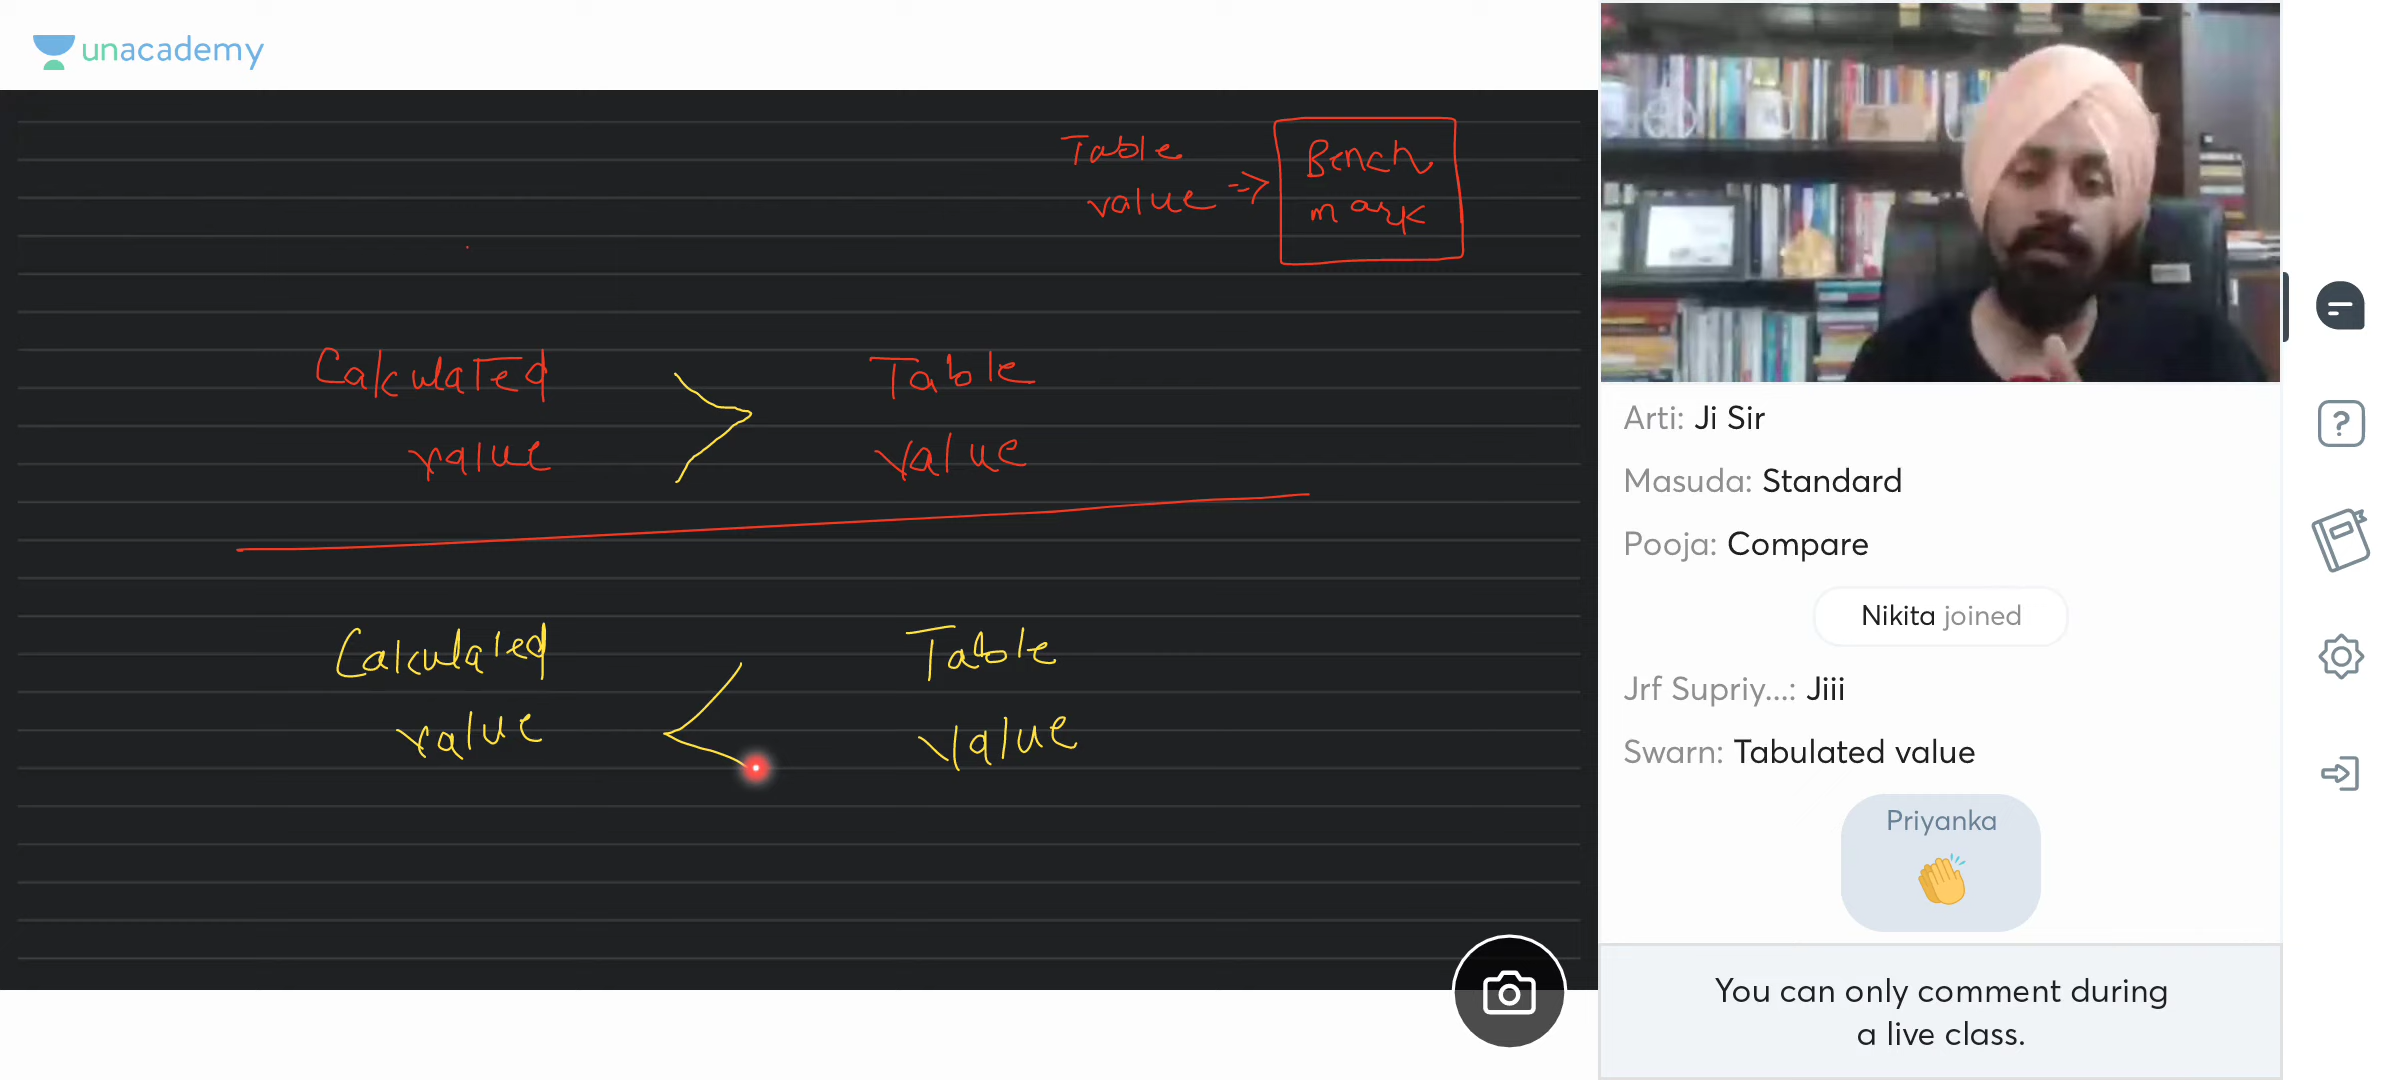 unacademy
Table
value => Bench
mark
Calculated > Table
value value
Calculated < Table
value value
Arti: Ji Sir
Masuda: Standard
Pooja: Compare
Nikita joined
Jrf Supriy...: Jiii
Swarn: Tabulated value
Priyanka
You can only comment during
a live class.